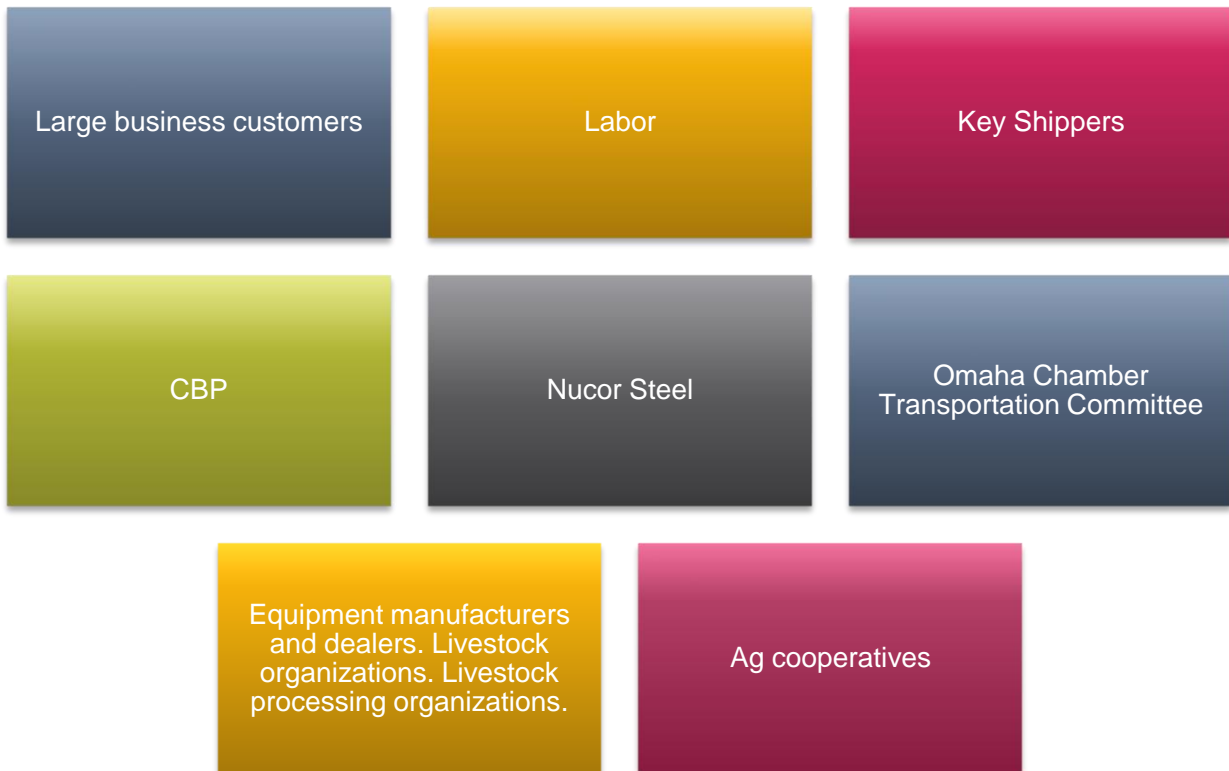 Large business customers
Labor
Key Shippers
CBP
Nucor Steel
Omaha Chamber
Transportation Committee
Equipment manufacturers
and dealers. Livestock
organizations. Livestock
processing organizations.
Ag cooperatives